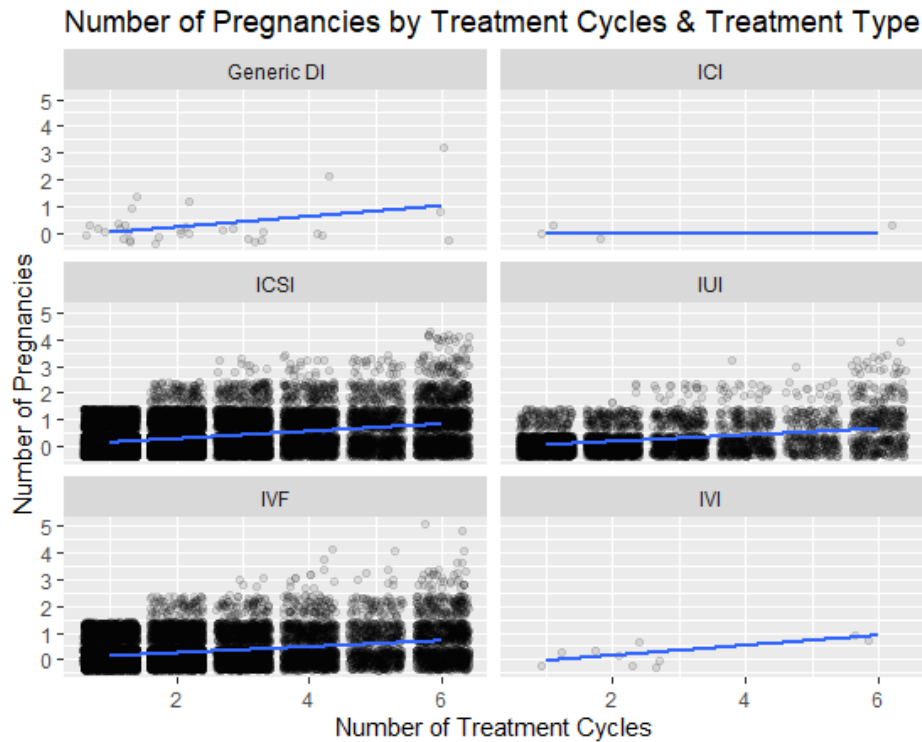 Number of Pregnancies by Treatment Cycles & Treatment Type
Generic DI
ICI
5
4
3
2
1
0
ICSI
IUI
5
4
3
2
1
0
IVF
IVI
5
4
3
2
1
0
2
4
6
2
4
6
Number of Pregnancies
Number of Treatment Cycles